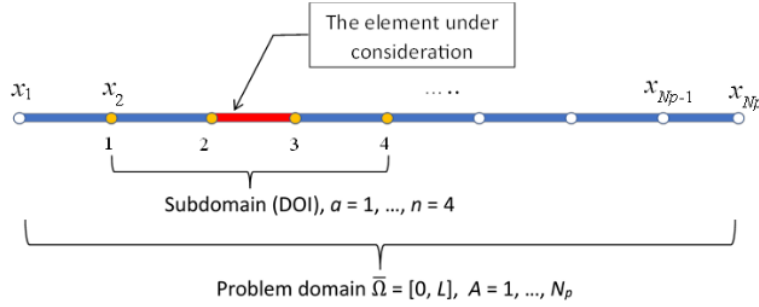 The element under
consideration
x1 x2 ..... xNp-1 xNp
1 2 3 4
Subdomain (DOI), a = 1, ..., n = 4
Problem domain Ω̅ = [0, L], A = 1, ..., Np